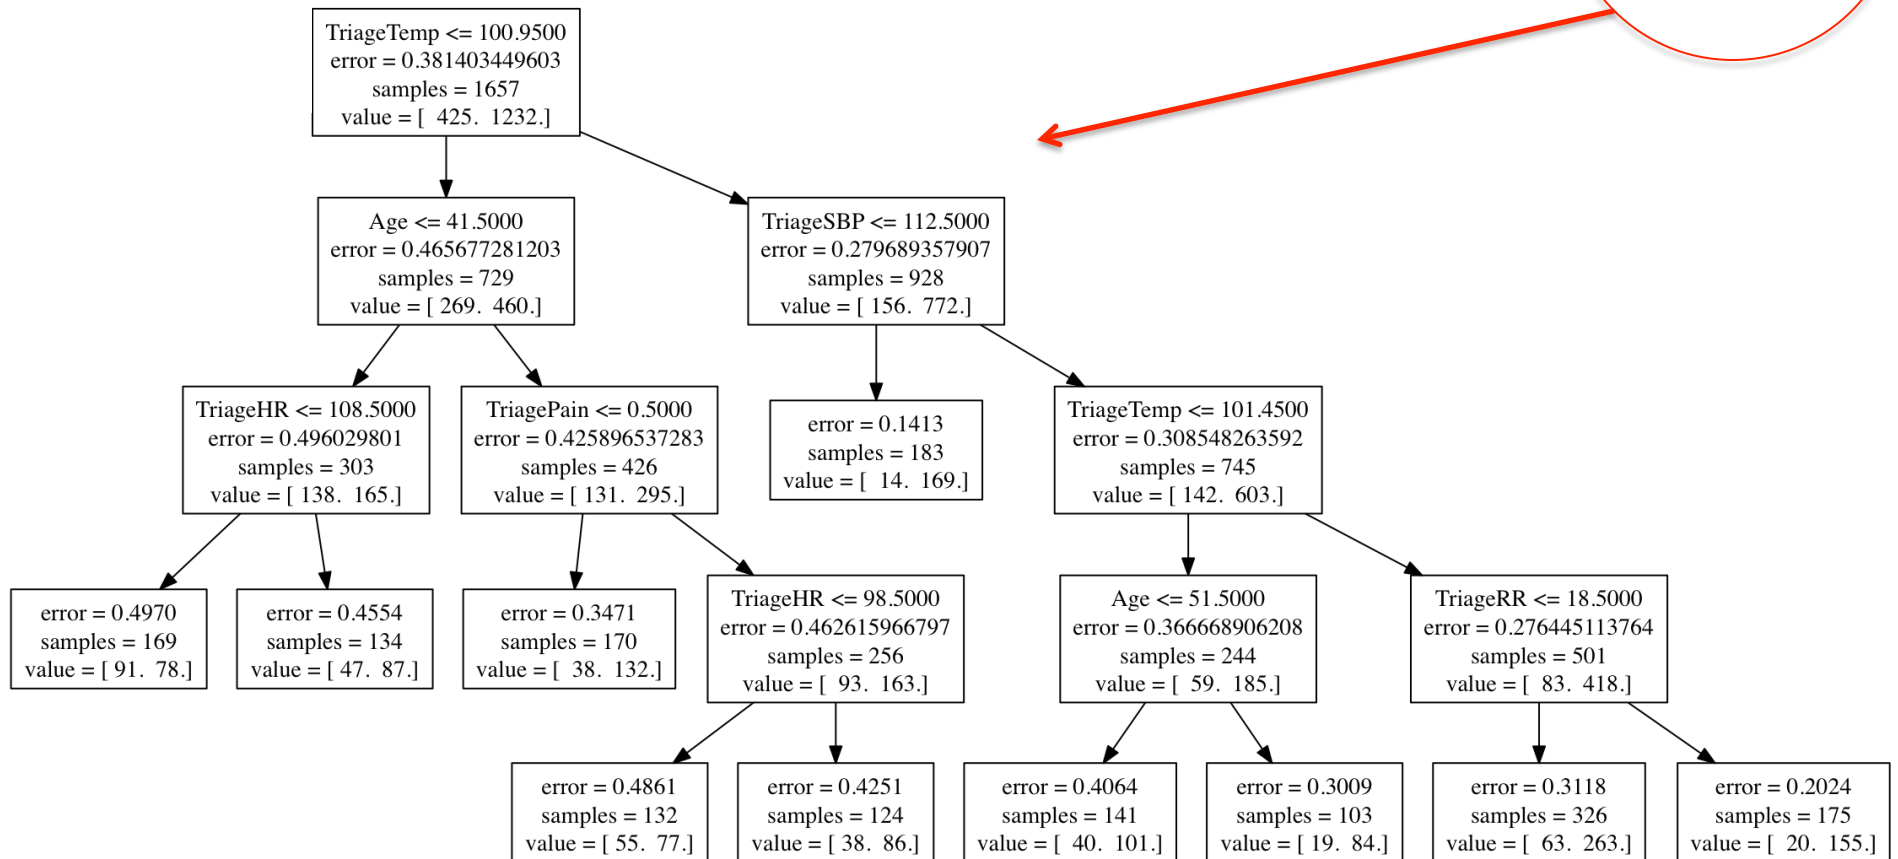 TriageTemp <= 100.9500
error = 0.381403449603
samples = 1657
value = [  425.  1232.]
Age <= 41.5000
error = 0.465677281203
samples = 729
value = [ 269.  460.]
TriageSBP <= 112.5000
error = 0.279689357907
samples = 928
value = [ 156.  772.]
TriageHR <= 108.5000
error = 0.496029801
samples = 303
value = [ 138.  165.]
TriagePain <= 0.5000
error = 0.425896537283
samples = 426
value = [ 131.  295.]
error = 0.1413
samples = 183
value = [  14.  169.]
TriageTemp <= 101.4500
error = 0.308548263592
samples = 745
value = [ 142.  603.]
error = 0.4970
samples = 169
value = [ 91.  78.]
error = 0.4554
samples = 134
value = [ 47.  87.]
error = 0.3471
samples = 170
value = [  38.  132.]
TriageHR <= 98.5000
error = 0.462615966797
samples = 256
value = [  93.  163.]
Age <= 51.5000
error = 0.366668906208
samples = 244
value = [  59.  185.]
TriageRR <= 18.5000
error = 0.276445113764
samples = 501
value = [  83.  418.]
error = 0.4861
samples = 132
value = [ 55.  77.]
error = 0.4251
samples = 124
value = [ 38.  86.]
error = 0.4064
samples = 141
value = [  40.  101.]
error = 0.3009
samples = 103
value = [ 19.  84.]
error = 0.3118
samples = 326
value = [  63.  263.]
error = 0.2024
samples = 175
value = [  20.  155.]